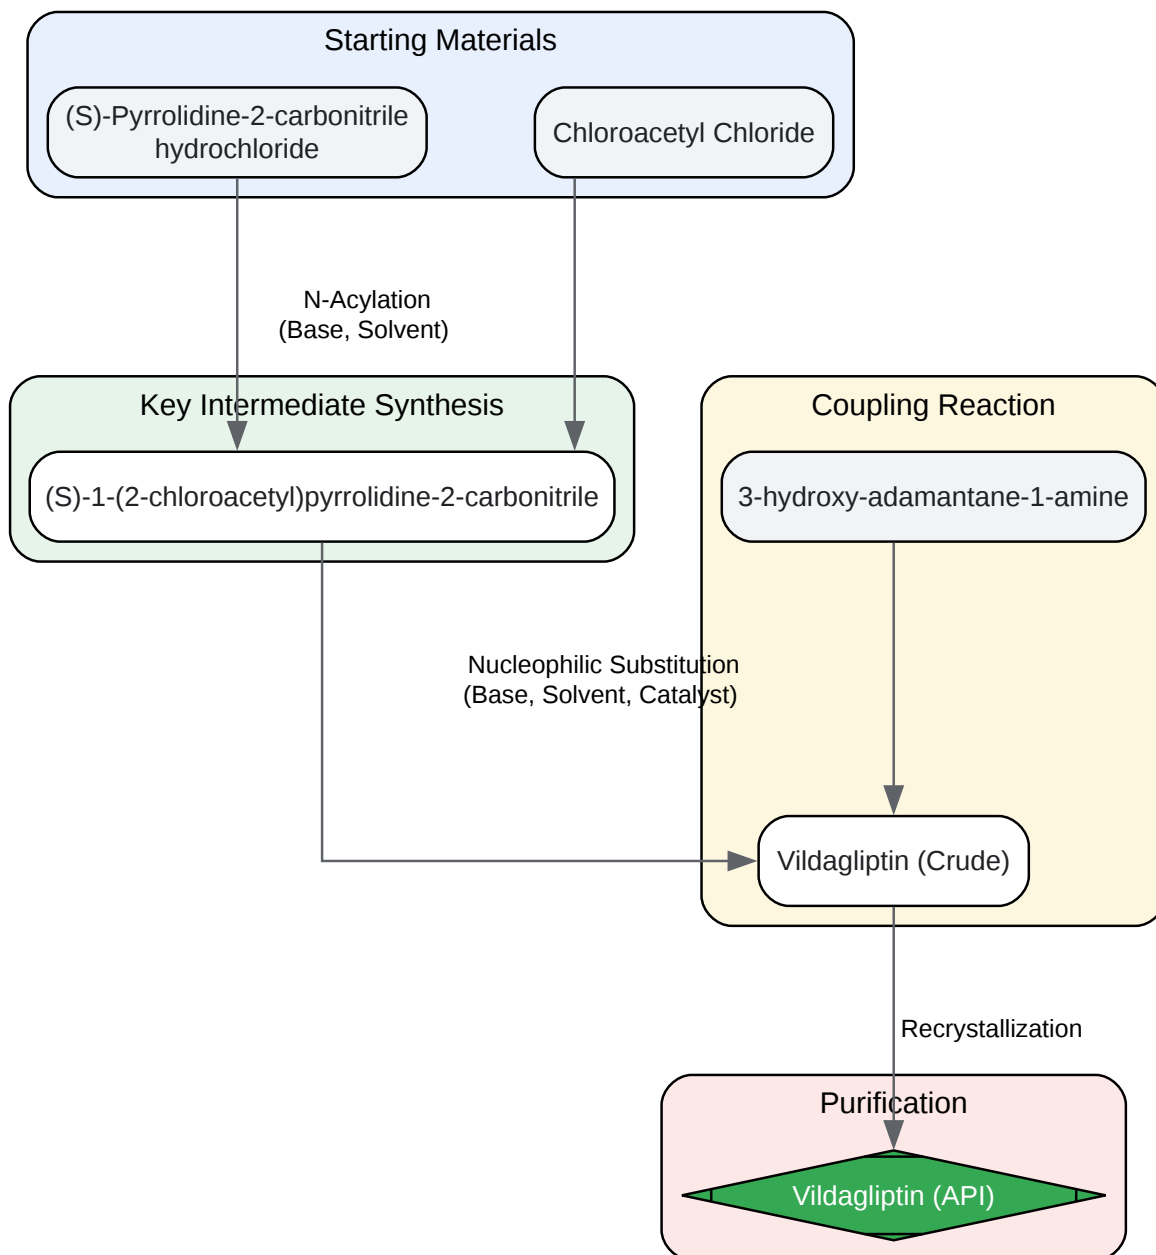 Starting Materials
(S)-Pyrrolidine-2-carbonitrile
hydrochloride
Chloroacetyl Chloride
N-Acylation
(Base, Solvent)
Key Intermediate Synthesis
(S)-1-(2-chloroacetyl)pyrrolidine-2-carbonitrile
Coupling Reaction
3-hydroxy-adamantane-1-amine
Nucleophilic Substitution
(Base, Solvent, Catalyst)
Vildagliptin (Crude)
Recrystallization
Purification
Vildagliptin (API)